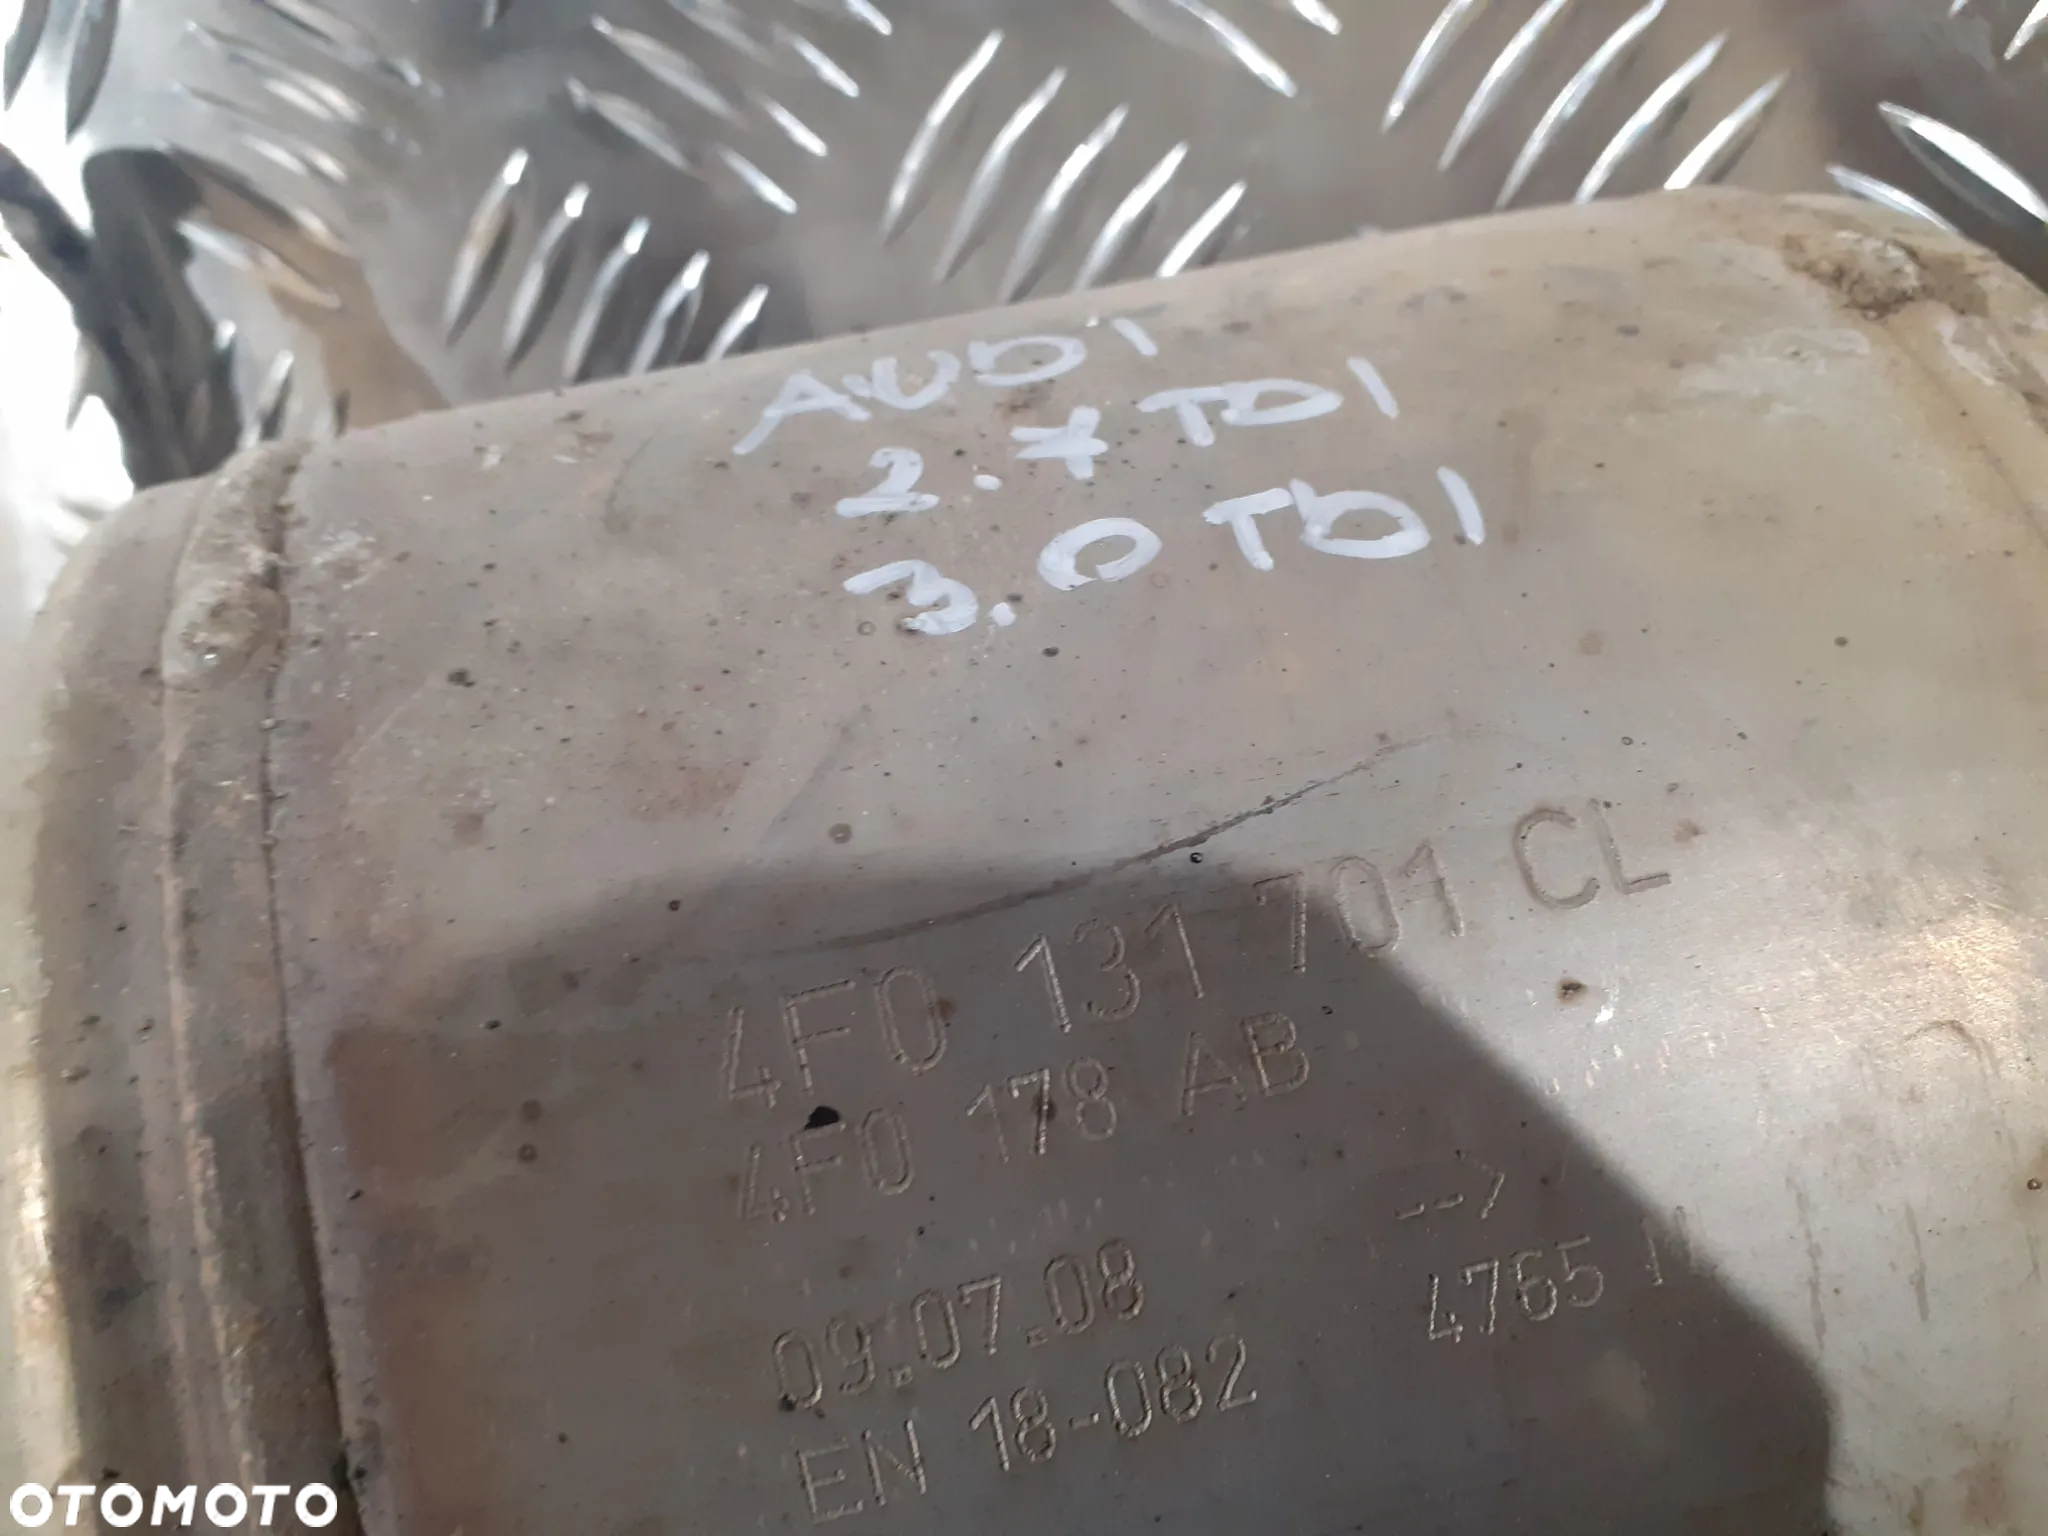 AUDI
2.7 TDI
3.0 TDI
4F0 131 701 CL
4F0 178 AB
-->
09.07.08
4765
EN 18-082
OTOMOTO